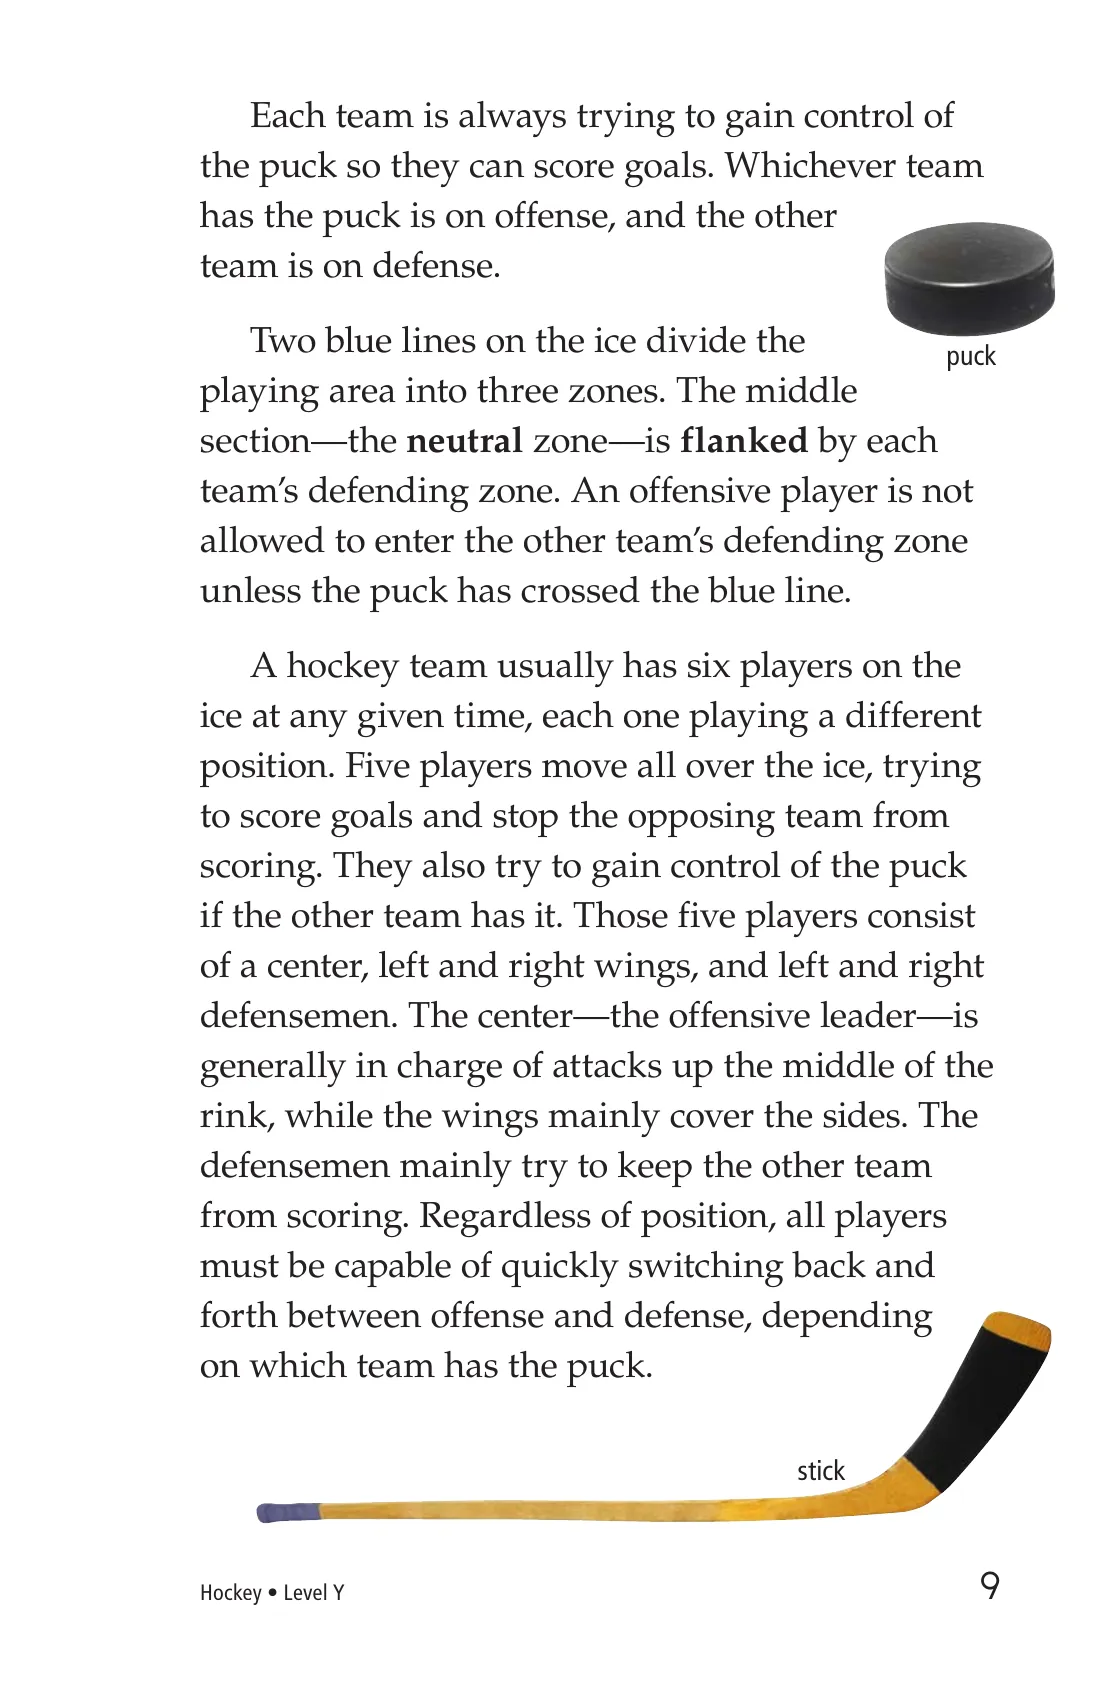 Each team is always trying to gain control of
the puck so they can score goals. Whichever team
has the puck is on offense, and the other
team is on defense.
puck
Two blue lines on the ice divide the
playing area into three zones. The middle
section—the neutral zone—is flanked by each
team’s defending zone. An offensive player is not
allowed to enter the other team’s defending zone
unless the puck has crossed the blue line.
A hockey team usually has six players on the
ice at any given time, each one playing a different
position. Five players move all over the ice, trying
to score goals and stop the opposing team from
scoring. They also try to gain control of the puck
if the other team has it. Those five players consist
of a center, left and right wings, and left and right
defensemen. The center—the offensive leader—is
generally in charge of attacks up the middle of the
rink, while the wings mainly cover the sides. The
defensemen mainly try to keep the other team
from scoring. Regardless of position, all players
must be capable of quickly switching back and
forth between offense and defense, depending
on which team has the puck.
stick
Hockey • Level Y
9